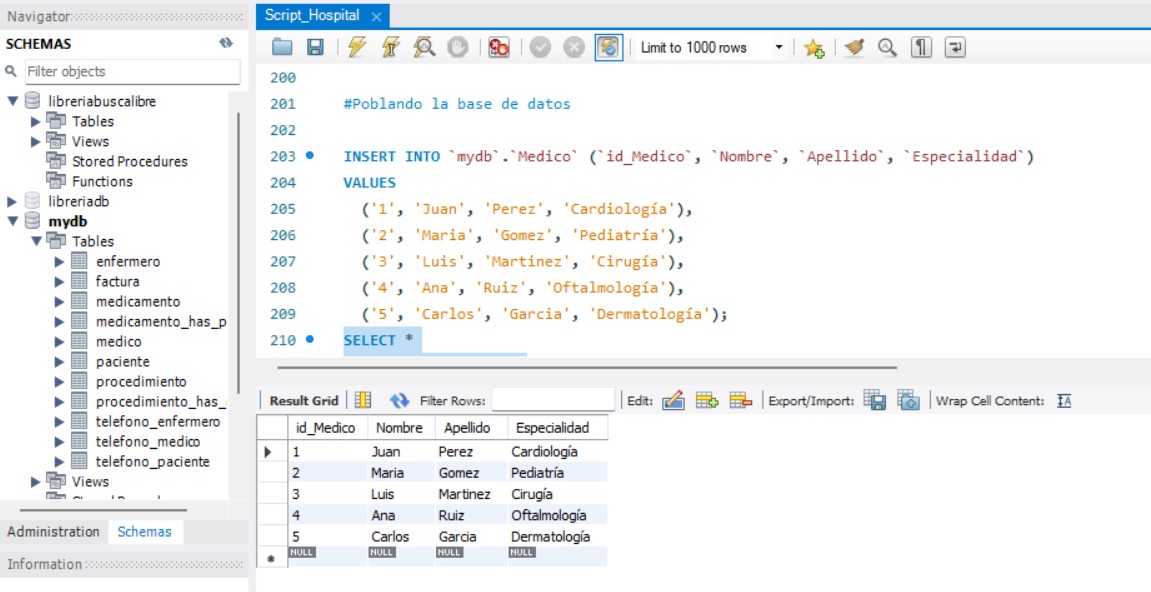 Navigator
SCHEMAS
Filter objects
libreriabuscalibre
Tables
Views
Stored Procedures
Functions
libreriadb
mydb
Tables
enfermero
factura
medicamento
medicamento_has_p
medico
paciente
procedimiento
procedimiento_has_
telefono_enfermero
telefono_medico
telefono_paciente
Views
Administration Schemas
Information
Script_Hospital
Limit to 1000 rows
200
201 #Poblando la base de datos
202
203 INSERT INTO `mydb`.`Medico` (`id_Medico`, `Nombre`, `Apellido`, `Especialidad`)
204 VALUES
205 ('1', 'Juan', 'Perez', 'Cardiología'),
206 ('2', 'Maria', 'Gomez', 'Pediatría'),
207 ('3', 'Luis', 'Martinez', 'Cirugía'),
208 ('4', 'Ana', 'Ruiz', 'Oftalmología'),
209 ('5', 'Carlos', 'Garcia', 'Dermatología');
210 SELECT *
Result Grid Filter Rows: Edit: Export/Import: Wrap Cell Content:
id_Medico Nombre Apellido Especialidad
1 Juan Perez Cardiología
2 Maria Gomez Pediatría
3 Luis Martinez Cirugía
4 Ana Ruiz Oftalmología
5 Carlos Garcia Dermatología
NULL NULL NULL NULL